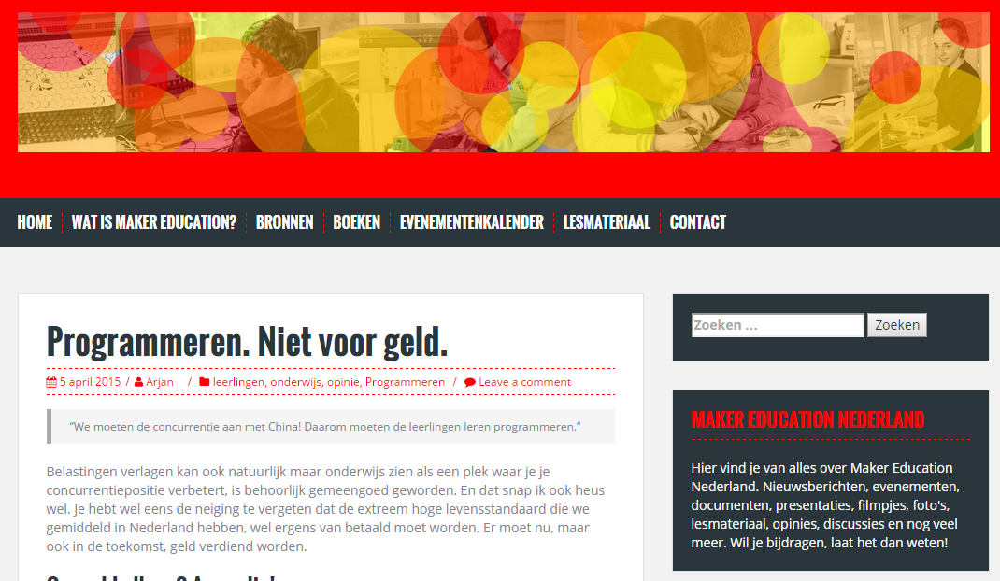 HOME WAT IS MAKER EDUCATION? BRONNEN BOEKEN EVENEMENTENKALENDER LESMATERIAAL CONTACT
Programmeren. Niet voor geld.
5 april 2015 / Arjan / leerlingen, onderwijs, opinie, Programmeren / Leave a comment
“We moeten de concurrentie aan met China! Daarom moeten de leerlingen leren programmeren.”
Belastingen verlagen kan ook natuurlijk maar onderwijs zien als een plek waar je je
concurrentiepositie verbetert, is behoorlijk gemeengoed geworden. En dat snap ik ook heus
wel. Je hebt wel eens de neiging te vergeten dat de extreem hoge levensstandaard die we
gemiddeld in Nederland hebben, wel ergens van betaald moet worden. Er moet nu, maar
ook in de toekomst, geld verdiend worden.
Zoeken ... Zoeken
MAKER EDUCATION NEDERLAND
Hier vind je van alles over Maker Education
Nederland. Nieuwsberichten, evenementen,
documenten, presentaties, filmpjes, foto's,
lesmateriaal, opinies, discussies en nog veel
meer. Wil je bijdragen, laat het dan weten!